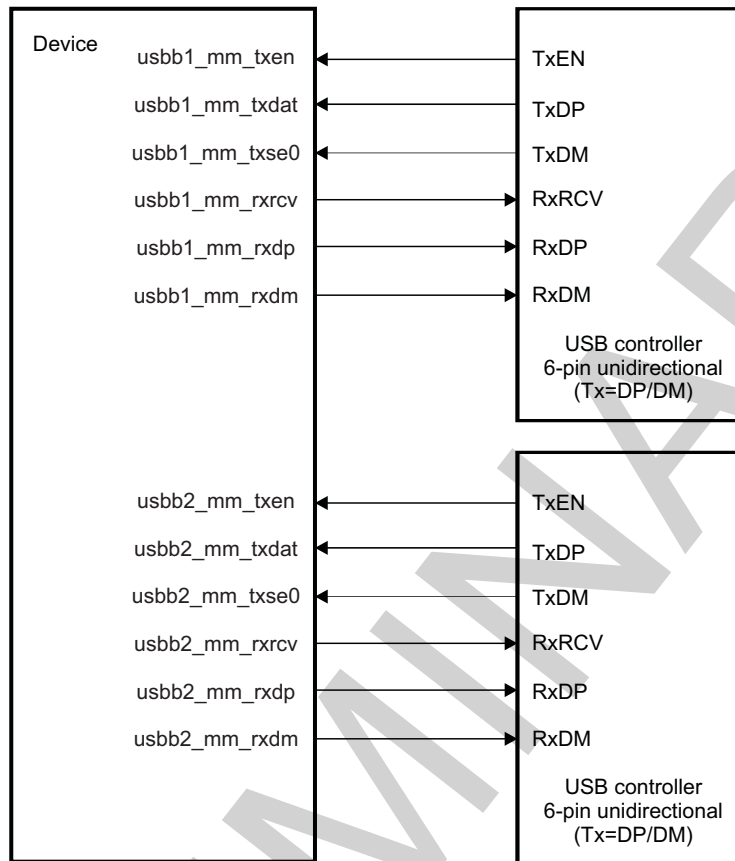 Device
usbb1_mm_txen
TxEN
usbb1_mm_txdat
TxDP
usbb1_mm_txse0
TxDM
usbb1_mm_rxrcv
RxRCV
usbb1_mm_rxdp
RxDP
usbb1_mm_rxdm
RxDM
USB controller
6-pin unidirectional
(Tx=DP/DM)
usbb2_mm_txen
TxEN
usbb2_mm_txdat
TxDP
usbb2_mm_txse0
TxDM
usbb2_mm_rxrcv
RxRCV
usbb2_mm_rxdp
RxDP
usbb2_mm_rxdm
RxDM
USB controller
6-pin unidirectional
(Tx=DP/DM)